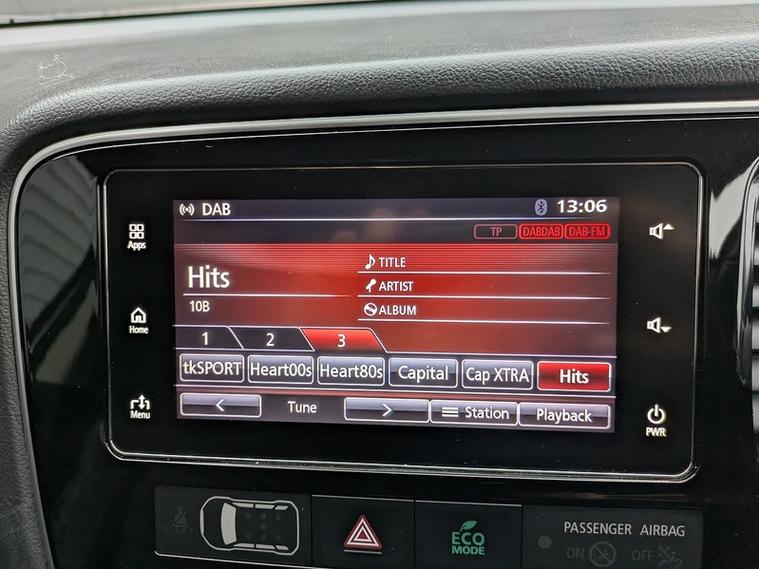 DAB 13:06
TP DABDAB DAB-FM
Apps
Hits
TITLE
ARTIST
10B
ALBUM
Home
1 2 3
tkSPORT Heart00s Heart80s Capital Cap XTRA Hits
Menu
< Tune > Station Playback
PWR
ECO
MODE
PASSENGER AIRBAG
ON OFF